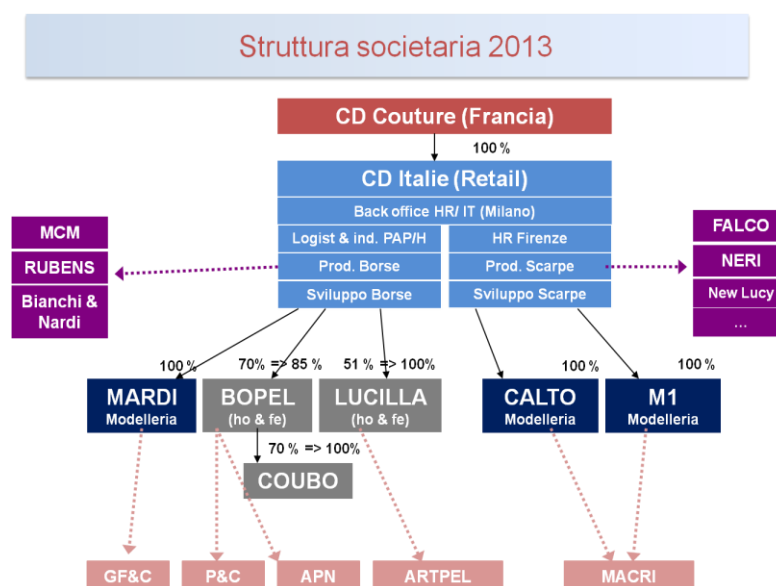 Struttura societaria 2013
CD Couture (Francia)
100 %
CD Italie (Retail)
Back office HR/ IT (Milano)
Logist & ind. PAP/H
HR Firenze
Prod. Borse
Prod. Scarpe
Sviluppo Borse
Sviluppo Scarpe
MCM
RUBENS
Bianchi &
Nardi
FALCO
NERI
New Lucy
...
100 %
70% => 85 %
51 % => 100%
100 %
100 %
MARDI
Modelleria
BOPEL
(ho & fe)
LUCILLA
(ho & fe)
CALTO
Modelleria
M1
Modelleria
70 % => 100%
COUBO
GF&C
P&C
APN
ARTPEL
MACRI